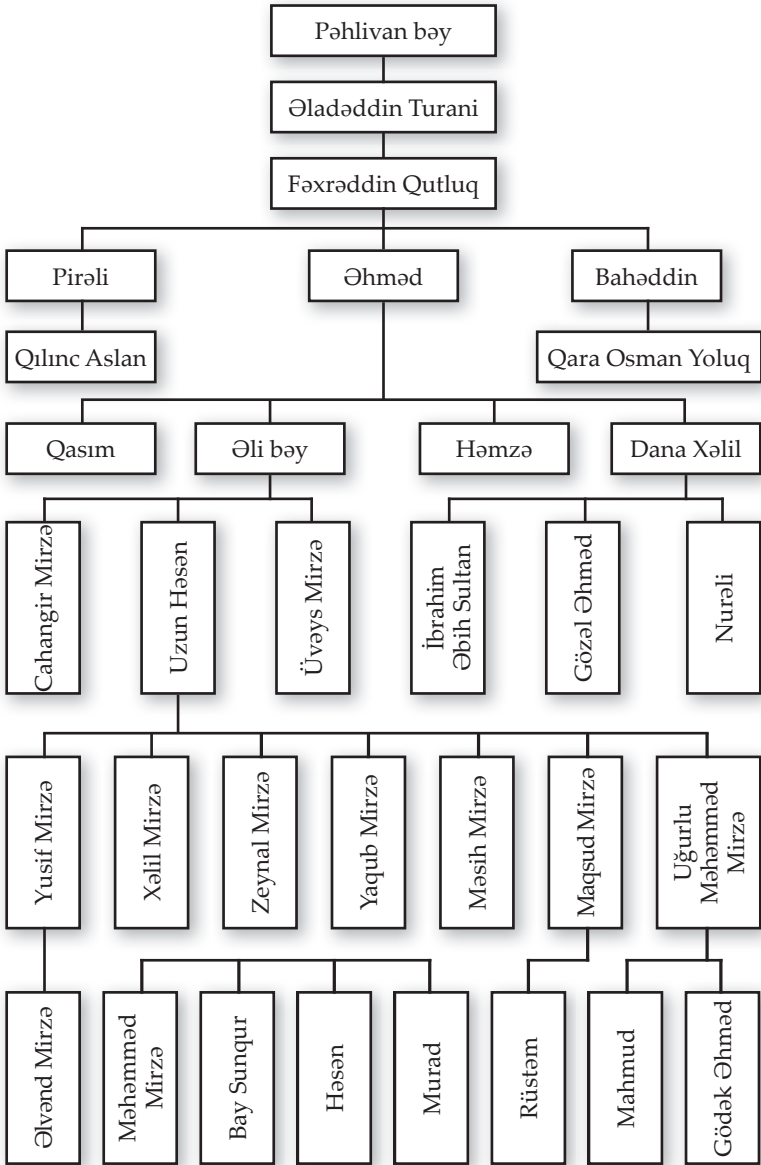 Pəhlivan bəy
Əladəddin Turani
Fəxrəddin Qutluq
Pirəli
Əhməd
Bahəddin
Qılınc Aslan
Qara Osman Yoluq
Qasım
Əli bəy
Həmzə
Dana Xəlil
Cahangir Mirzə
Uzun Həsən
Üvəys Mirzə
İbrahim
Əbih Sultan
Gözəl Əhməd
Nurəli
Yusif Mirzə
Xəlil Mirzə
Zeynal Mirzə
Yaqub Mirzə
Məsih Mirzə
Maqsud Mirzə
Uğurlu
Məhəmməd
Mirzə
Əlvənd Mirzə
Məhəmməd
Mirzə
Bay Sunqur
Həsən
Murad
Rüstəm
Mahmud
Gödək Əhməd